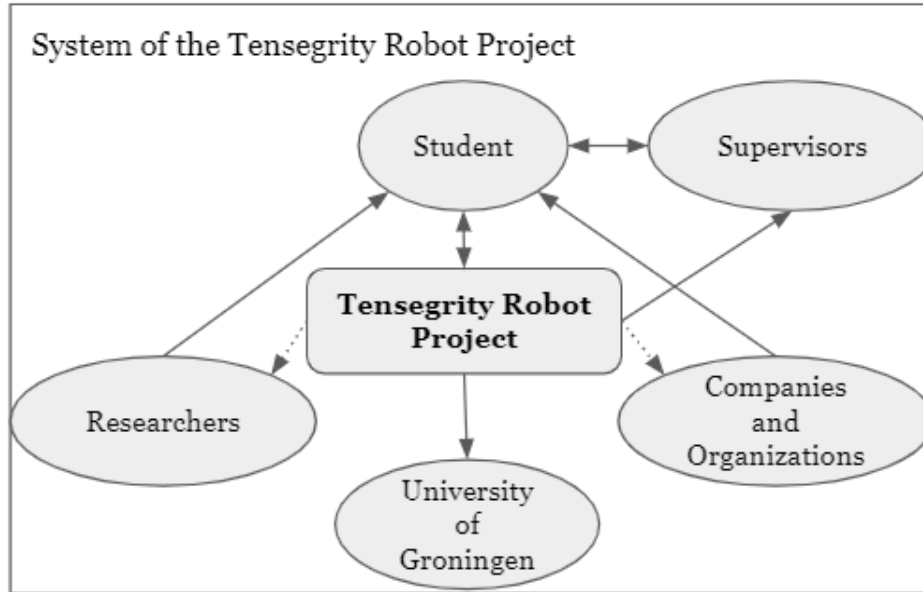 System of the Tensegrity Robot Project
Student
Supervisors
Tensegrity Robot
Project
Researchers
Companies
and
Organizations
University
of
Groningen